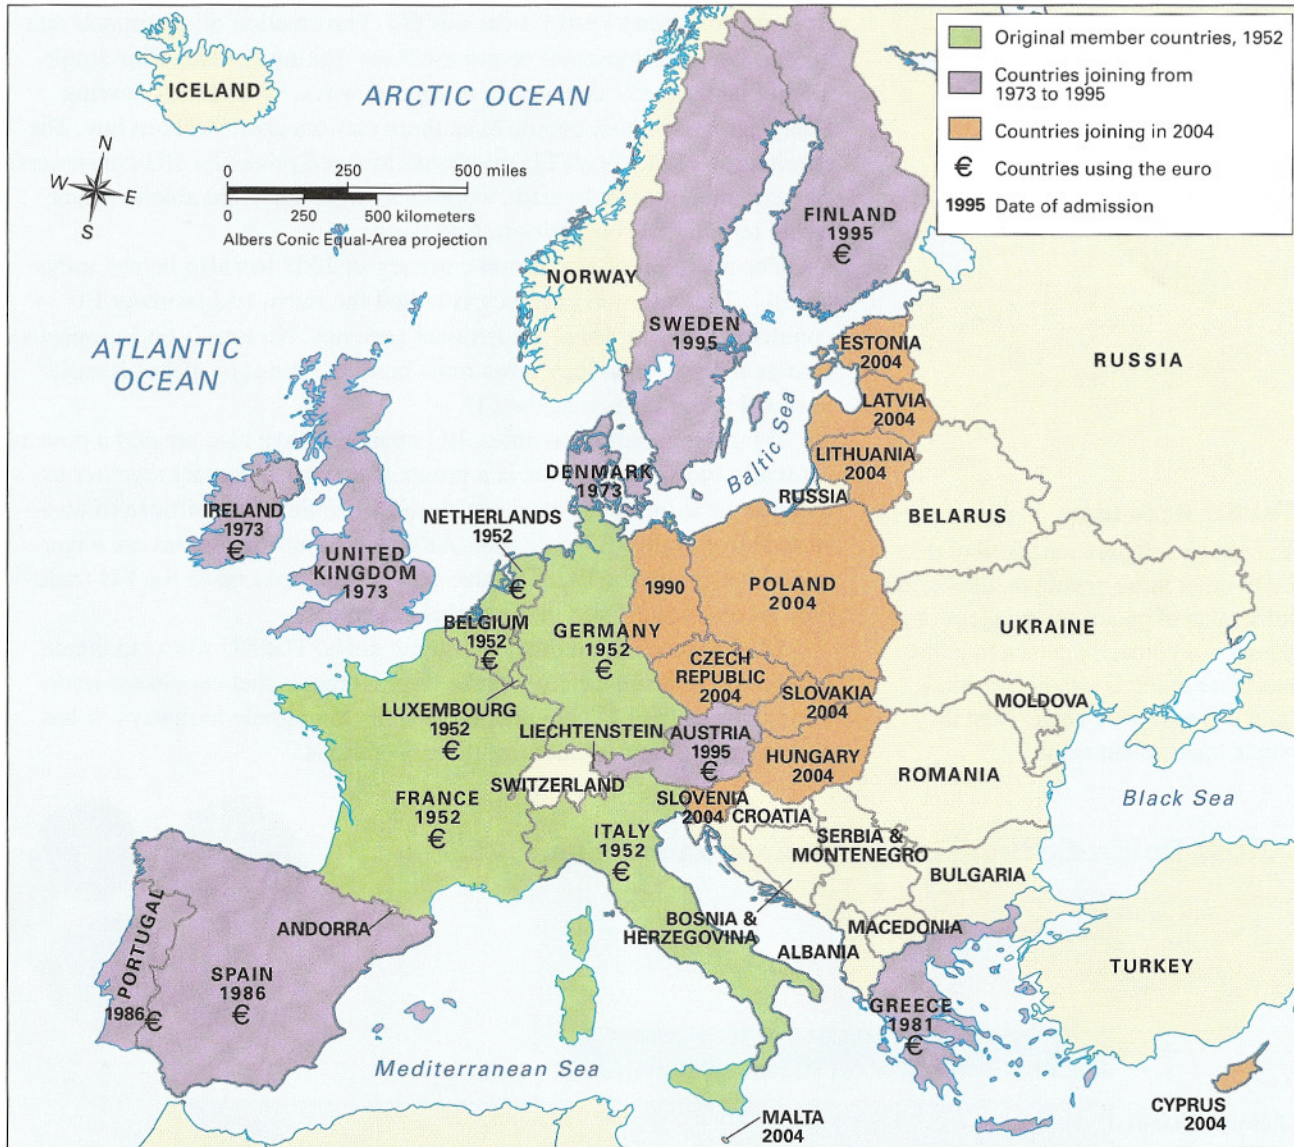 Original member countries, 1952
Countries joining from
1973 to 1995
Countries joining in 2004
€ Countries using the euro
1995 Date of admission
ICELAND
ARCTIC OCEAN
N
W
E
S
0 250 500 miles
0 250 500 kilometers
Albers Conic Equal-Area projection
FINLAND
1995
€
NORWAY
SWEDEN
1995
ATLANTIC
OCEAN
ESTONIA
2004
RUSSIA
LATVIA
2004
Baltic Sea
LITHUANIA
2004
DENMARK
1973
RUSSIA
IRELAND
1973
€
NETHERLANDS
1952
€
BELARUS
UNITED
KINGDOM
1973
1990
POLAND
2004
BELGIUM
1952
€
GERMANY
1952
€
UKRAINE
CZECH
REPUBLIC
2004
SLOVAKIA
2004
MOLDOVA
LUXEMBOURG
1952
€
LIECHTENSTEIN
AUSTRIA
1995
€
HUNGARY
2004
ROMANIA
SWITZERLAND
FRANCE
1952
€
SLOVENIA
2004
CROATIA
Black Sea
ITALY
1952
€
SERBIA &
MONTENEGRO
BULGARIA
PORTUGAL
1986
€
ANDORRA
BOSNIA &
HERZEGOVINA
MACEDONIA
ALBANIA
SPAIN
1986
€
TURKEY
GREECE
1981
€
Mediterranean Sea
MALTA
2004
CYPRUS
2004